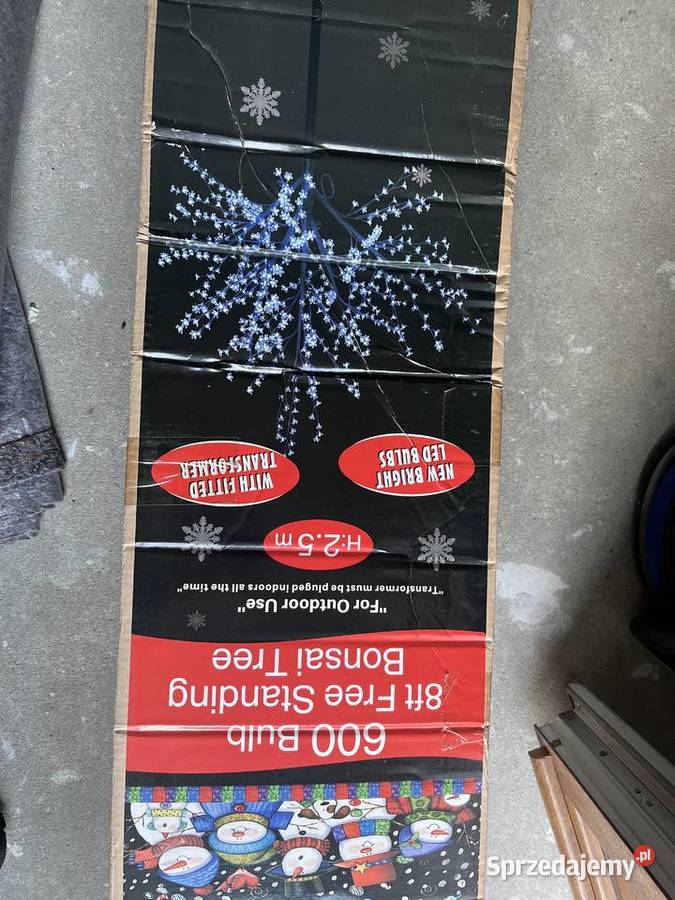 600 Bulb
8ft Free Standing
Bonsai Tree
"For Outdoor Use"
"Transformer must be pluged indoors all the time"
H:2.5m
NEW BRIGHT
LED BULBS
WITH FITTED
TRANSTORMER
Sprzedajemy.pl